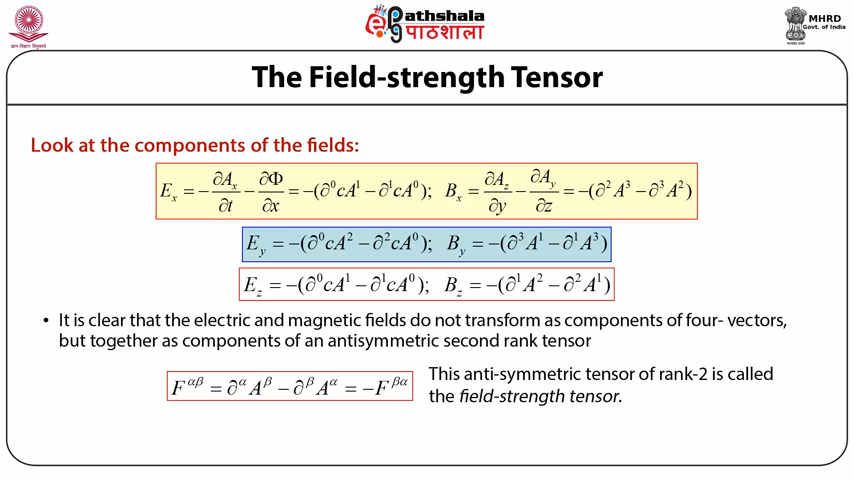 ePathshala
पाठशाला
MHRD
Govt. of India
The Field-strength Tensor
Look at the components of the fields:
E_x = −∂A_x/∂t − ∂Φ/∂x = −(∂⁰cA¹ − ∂¹cA⁰); B_x = ∂A_z/∂y − ∂A_y/∂z = −(∂²A³ − ∂³A²)
E_y = −(∂⁰cA² − ∂²cA⁰); B_y = −(∂³A¹ − ∂¹A³)
E_z = −(∂⁰cA¹ − ∂¹cA⁰); B_z = −(∂¹A² − ∂²A¹)
• It is clear that the electric and magnetic fields do not transform as components of four- vectors,
but together as components of an antisymmetric second rank tensor
F^{αβ} = ∂^α A^β − ∂^β A^α = −F^{βα}
This anti-symmetric tensor of rank-2 is called
the field-strength tensor.